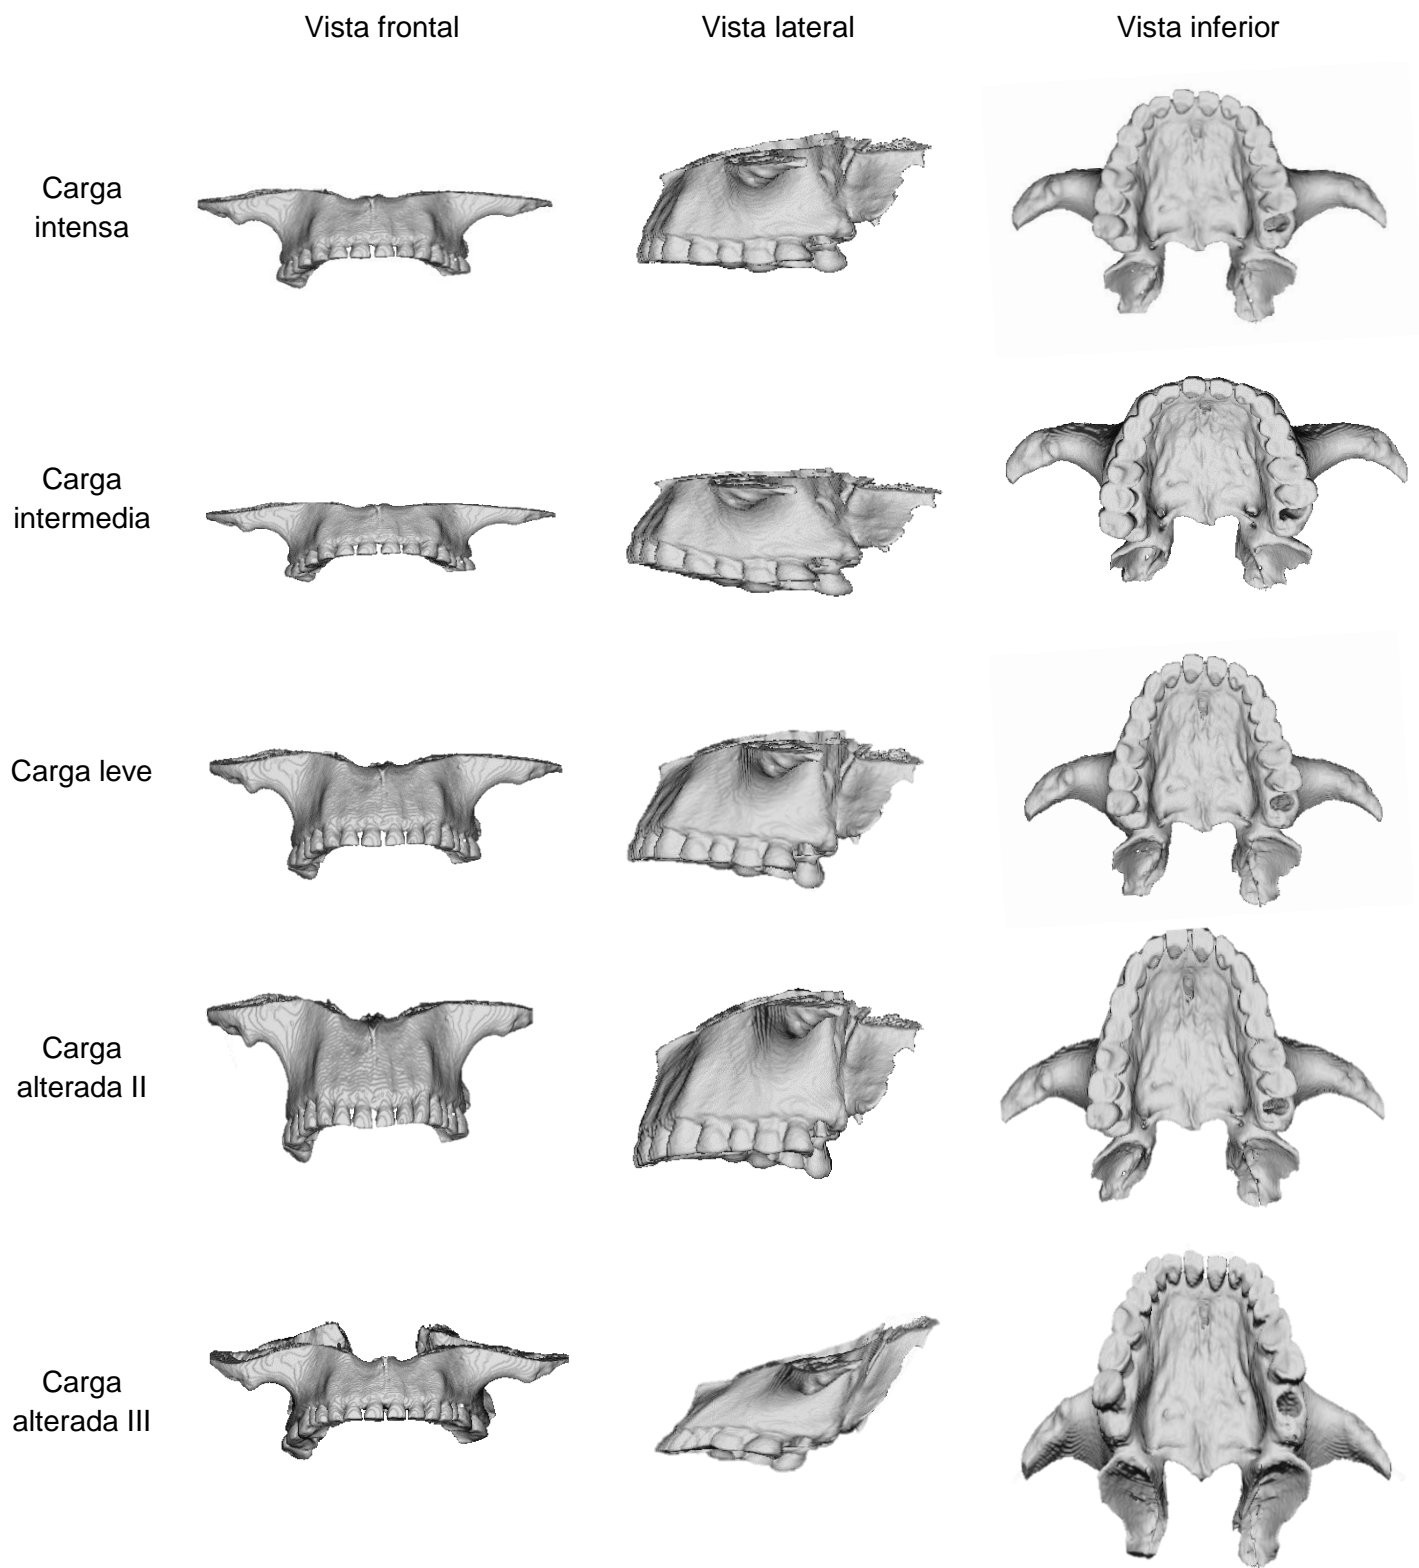 Vista frontal
Vista lateral
Vista inferior
Carga
intensa
Carga
intermedia
Carga leve
Carga
alterada II
Carga
alterada III